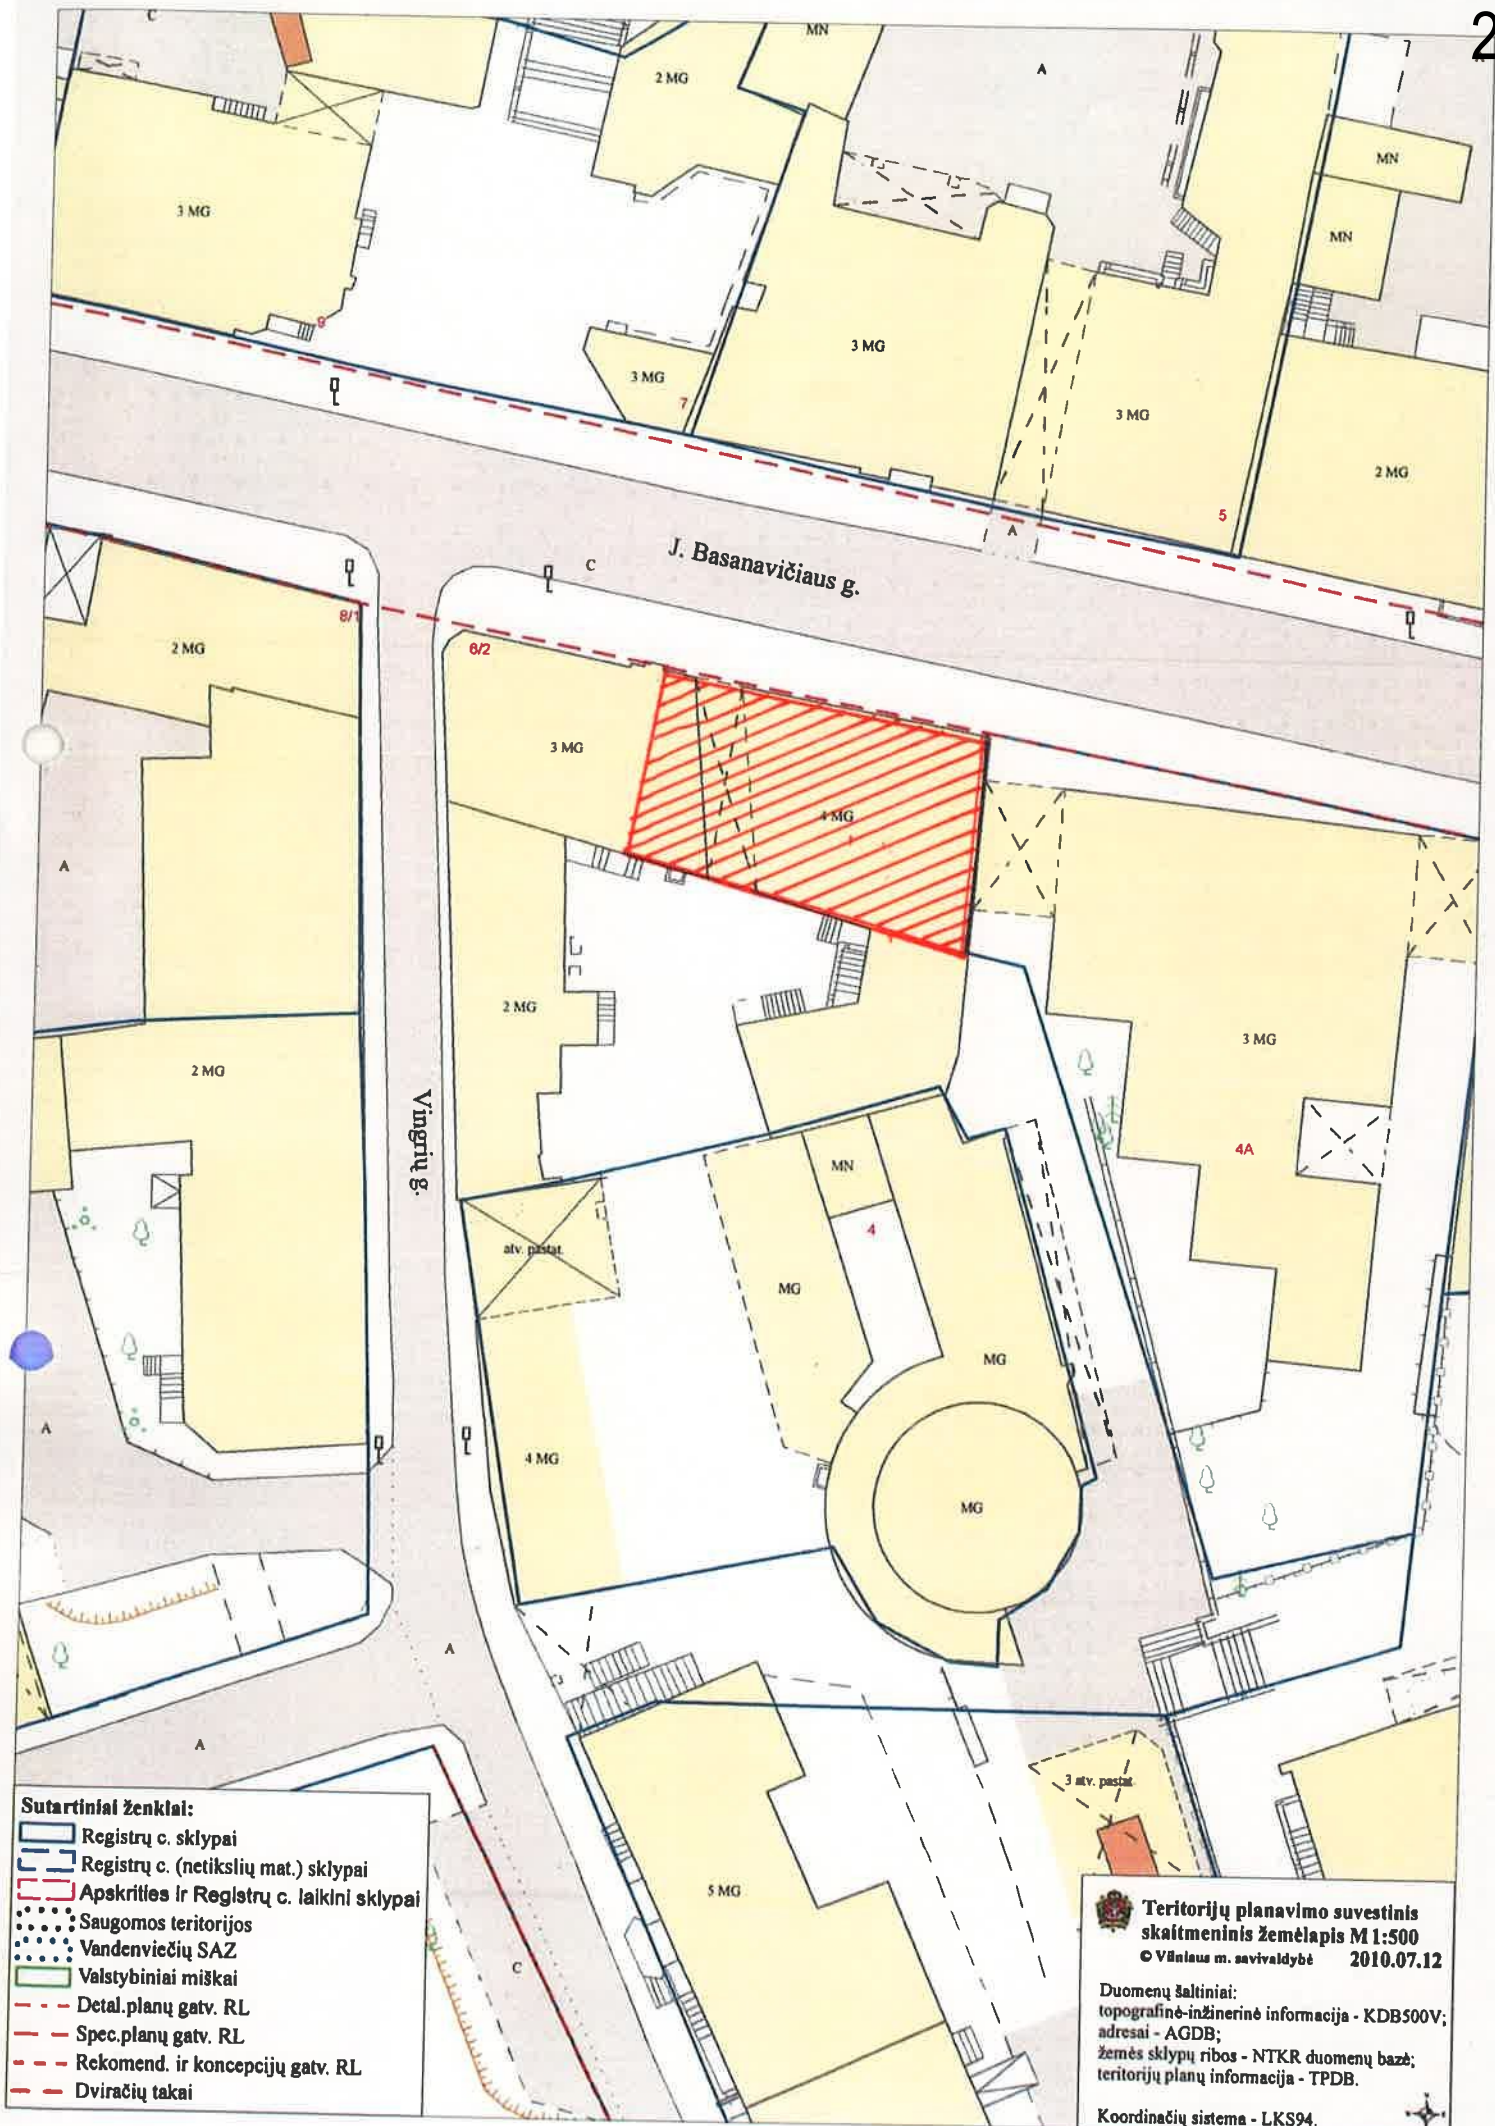 2
C
MN
2 MG
A
MN
3 MG
MN
9
3 MG
3 MG
7
3 MG
2 MG
5
A
J. Basanavičiaus g.
C
8/1
6/2
2 MG
3 MG
4 MG
A
2 MG
3 MG
2 MG
Vingrių g.
4A
MN
4
atv. pastat.
MG
MG
A
4 MG
MG
A
A
3 atv. pastat.
5 MG
C
Sutartiniai ženklai:
Registrų c. sklypai
Registrų c. (netikslių mat.) sklypai
Apskrities ir Registrų c. laikini sklypai
Saugomos teritorijos
Vandenviečių SAZ
Valstybiniai miškai
Detal.planų gatv. RL
Spec.planų gatv. RL
Rekomend. ir koncepcijų gatv. RL
Dviračių takai
Teritorijų planavimo suvestinis
skaitmeninis žemėlapis M 1:500
© Vilniaus m. savivaldybė 2010.07.12
Duomenų šaltiniai:
topografinė-inžinerinė informacija - KDB500V;
adresai - AGDB;
žemės sklypų ribos - NTKR duomenų bazė;
teritorijų planų informacija - TPDB.
Koordinačių sistema - LKS94.